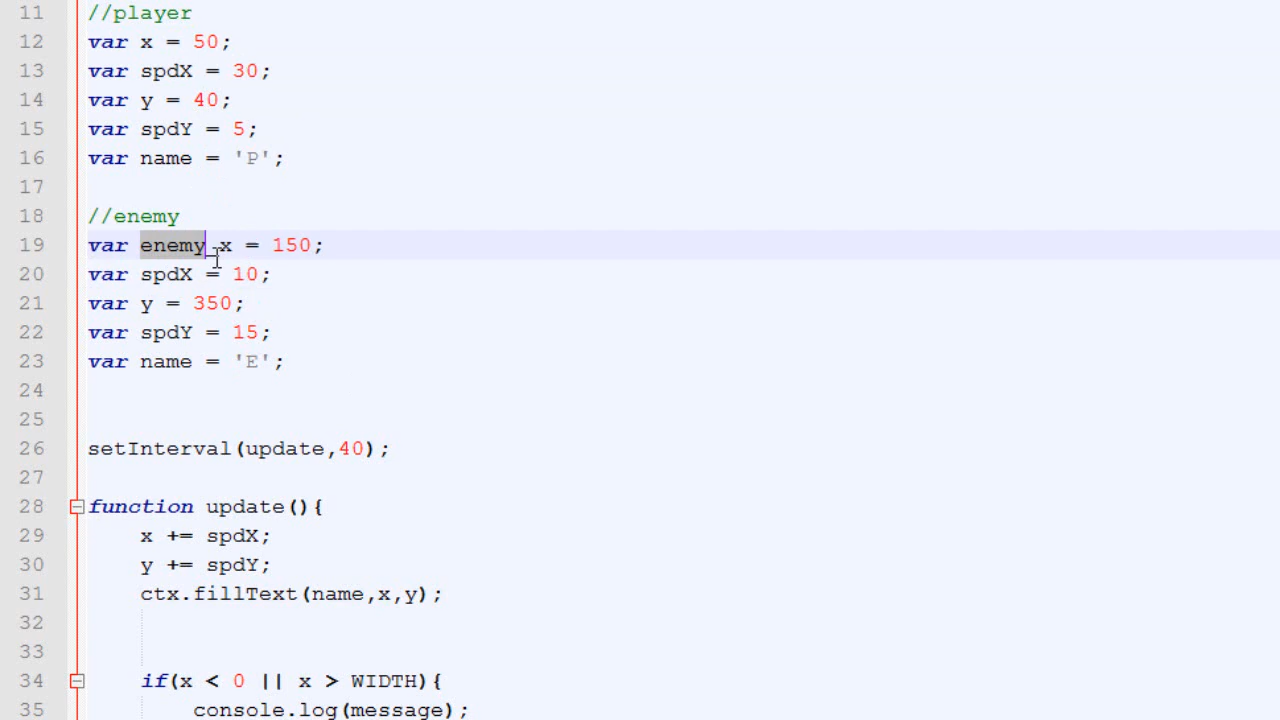 11 //player
12 var x = 50;
13 var spdX = 30;
14 var y = 40;
15 var spdY = 5;
16 var name = 'P';
17
18 //enemy
19 var enemy_x = 150;
20 var spdX = 10;
21 var y = 350;
22 var spdY = 15;
23 var name = 'E';
24
25
26 setInterval(update,40);
27
28 function update(){
29 x += spdX;
30 y += spdY;
31 ctx.fillText(name,x,y);
32
33
34 if(x < 0 || x > WIDTH){
35 console.log(message);